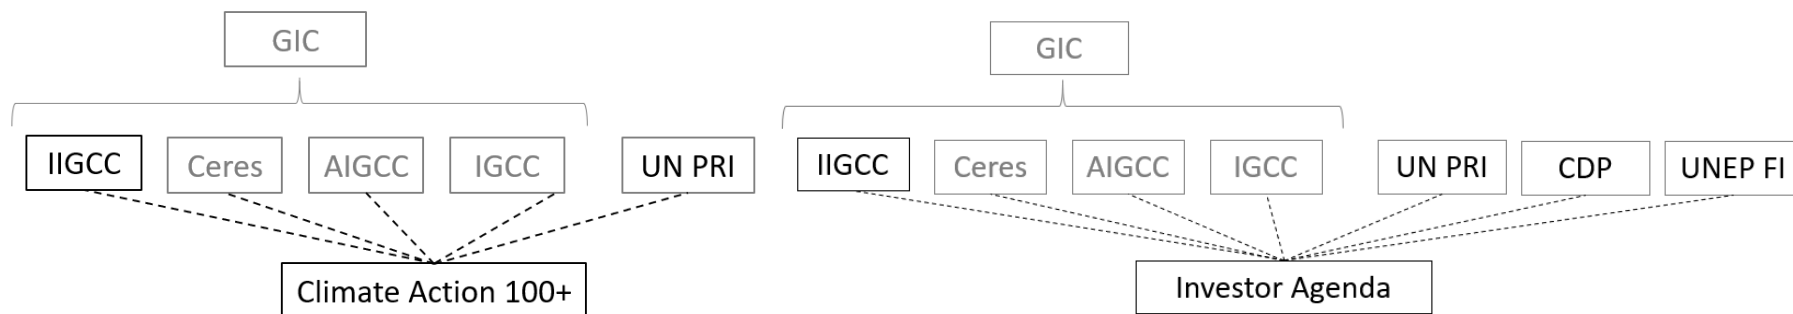 GIC
IIGCC
Ceres
AIGCC
IGCC
UN PRI
Climate Action 100+
GIC
IIGCC
Ceres
AIGCC
IGCC
UN PRI
CDP
UNEP FI
Investor Agenda